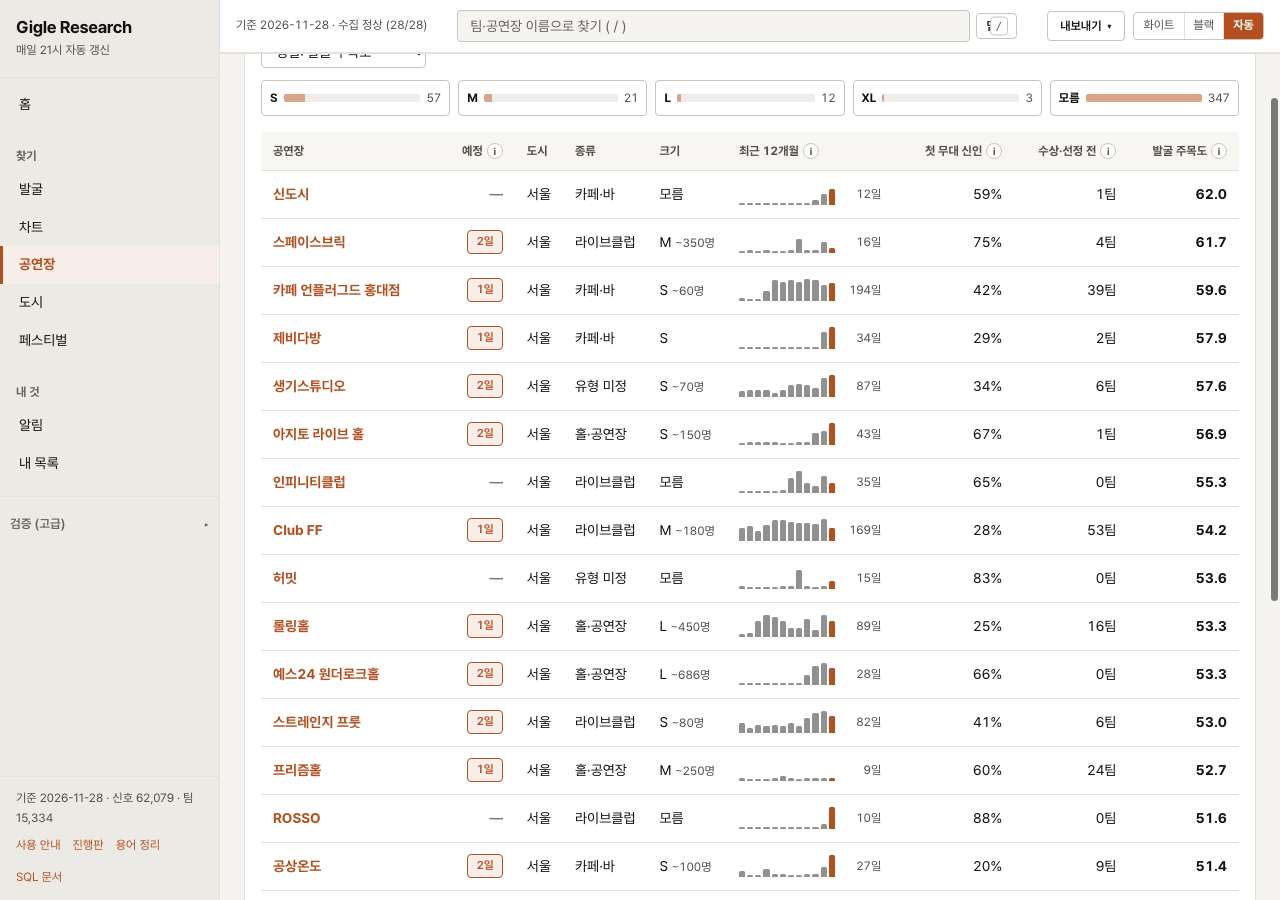 Gigle Research
매일 21시 자동 갱신
홈
찾기
발굴
차트
공연장
도시
페스티벌
내 것
알림
내 목록
검증 (고급)
기준 2026-11-28 · 신호 62,079 · 팀 15,334
사용 안내 진행판 용어 정리
SQL 문서
기준 2026-11-28 · 수집 정상 (28/28)
팀·공연장 이름으로 찾기 ( / )
/
내보내기 ▾
화이트 블랙 자동
S 57
M 21
L 12
XL 3
모름 347
공연장 예정 i 도시 종류 크기 최근 12개월 i 첫 무대 신인 i 수상·선정 전 i 발굴 주목도 i
신도시 — 서울 카페·바 모름 12일 59% 1팀 62.0
스페이스브릭 2일 서울 라이브클럽 M ~350명 16일 75% 4팀 61.7
카페 언플러그드 홍대점 1일 서울 카페·바 S ~60명 194일 42% 39팀 59.6
제비다방 1일 서울 카페·바 S 34일 29% 2팀 57.9
생기스튜디오 2일 서울 유형 미정 S ~70명 87일 34% 6팀 57.6
아지토 라이브 홀 2일 서울 홀·공연장 S ~150명 43일 67% 1팀 56.9
인피니티클럽 — 서울 라이브클럽 모름 35일 65% 0팀 55.3
Club FF 1일 서울 라이브클럽 M ~180명 169일 28% 53팀 54.2
허밋 — 서울 유형 미정 모름 15일 83% 0팀 53.6
롤링홀 1일 서울 홀·공연장 L ~450명 89일 25% 16팀 53.3
예스24 원더로크홀 2일 서울 홀·공연장 L ~686명 28일 66% 0팀 53.3
스트레인지 프룻 2일 서울 라이브클럽 S ~80명 82일 41% 6팀 53.0
프리즘홀 1일 서울 홀·공연장 M ~250명 9일 60% 24팀 52.7
ROSSO — 서울 라이브클럽 모름 10일 88% 0팀 51.6
공상온도 2일 서울 카페·바 S ~100명 27일 20% 9팀 51.4